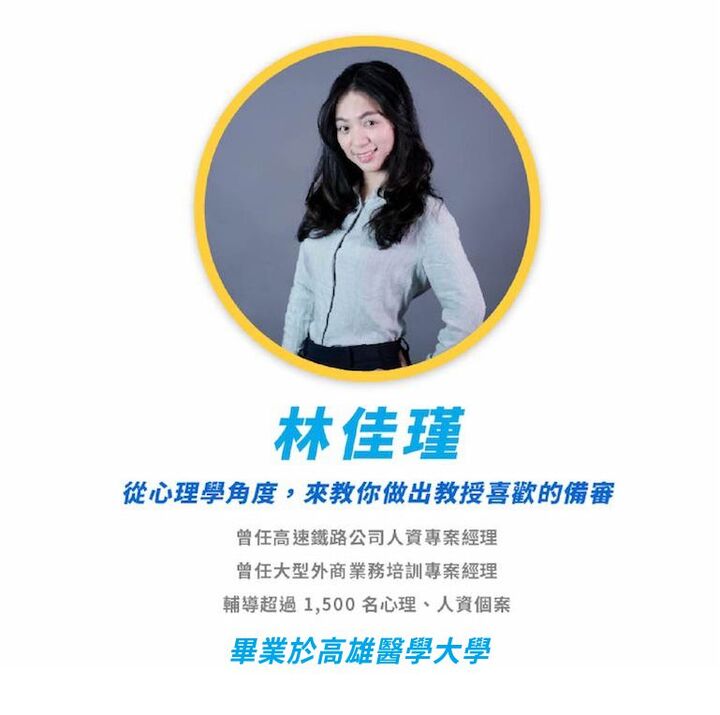 林佳瑾
從心理學角度，來教你做出教授喜歡的備審
曾任高速鐵路公司人資專案經理
曾任大型外商業務培訓專案經理
輔導超過 1,500 名心理、人資個案
畢業於高雄醫學大學